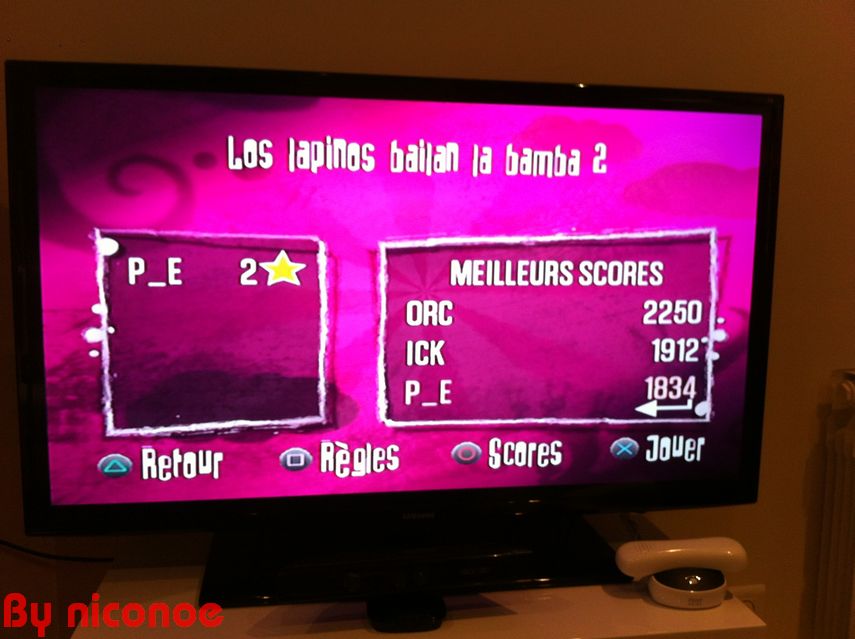 Los lapinos bailan la bamba 2
P_E 2
MEILLEURS SCORES
ORC 2250
ICK 1912
P_E 1834
Retour Règles Scores Jouer
SAMSUNG
By niconoe